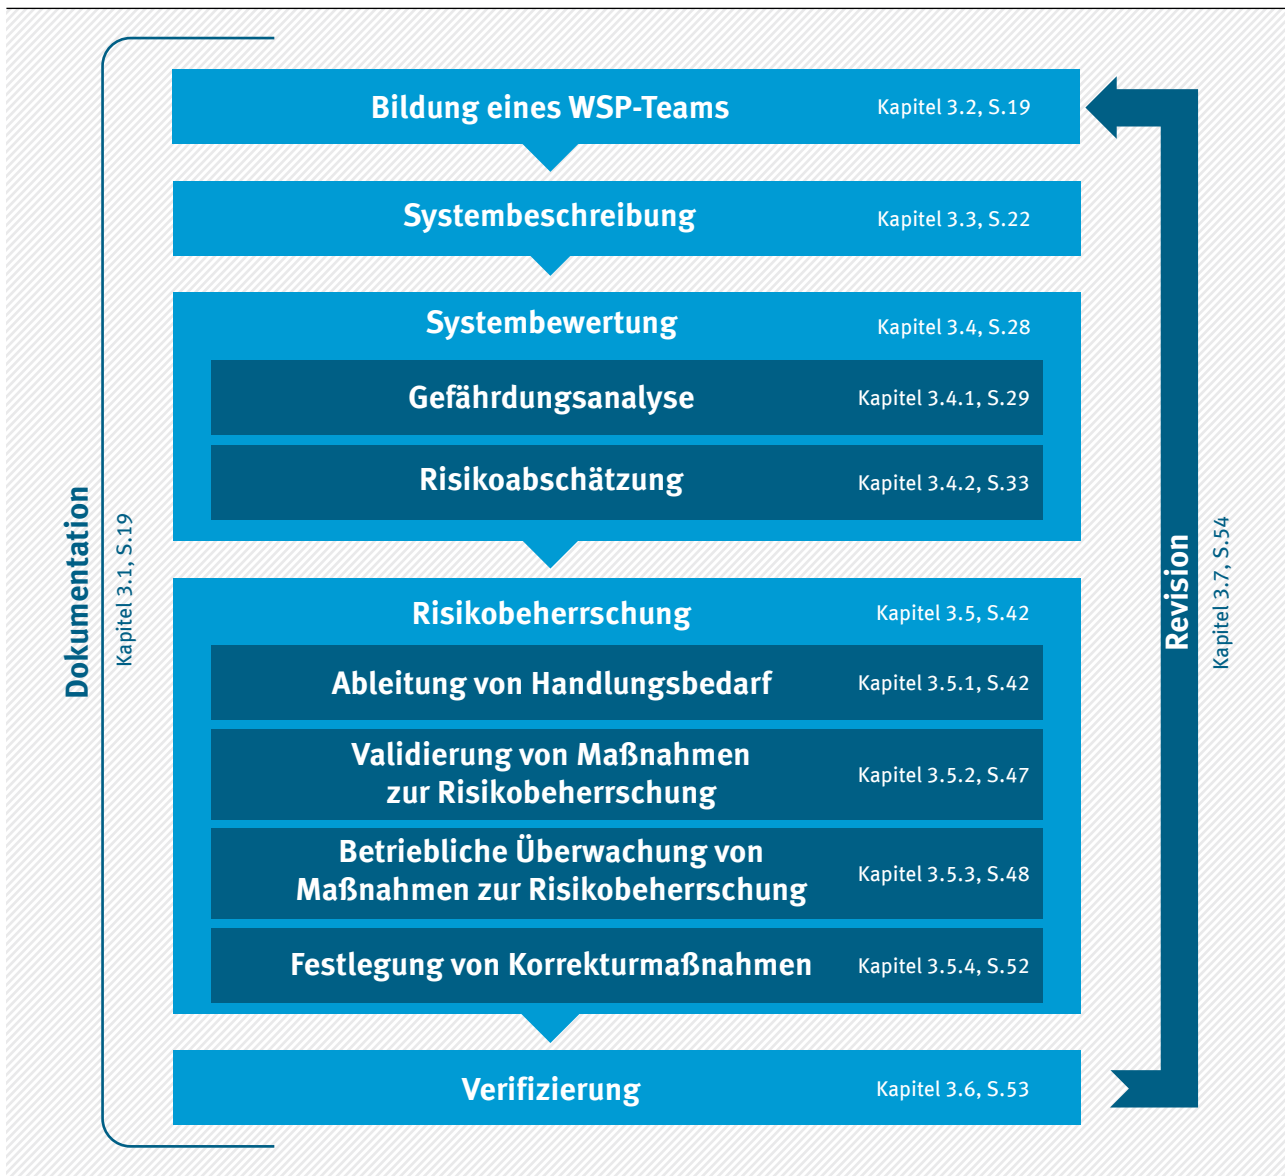 Bildung eines WSP-Teams Kapitel 3.2, S.19
Systembeschreibung Kapitel 3.3, S.22
Systembewertung Kapitel 3.4, S.28
Gefährdungsanalyse Kapitel 3.4.1, S.29
Risikoabschätzung Kapitel 3.4.2, S.33
Risikobeherrschung Kapitel 3.5, S.42
Ableitung von Handlungsbedarf Kapitel 3.5.1, S.42
Validierung von Maßnahmen
zur Risikobeherrschung
Kapitel 3.5.2, S.47
Betriebliche Überwachung von
Maßnahmen zur Risikobeherrschung
Kapitel 3.5.3, S.48
Festlegung von Korrekturmaßnahmen Kapitel 3.5.4, S.52
Verifizierung Kapitel 3.6, S.53
Dokumentation
Kapitel 3.1, S.19
Revision
Kapitel 3.7, S.54